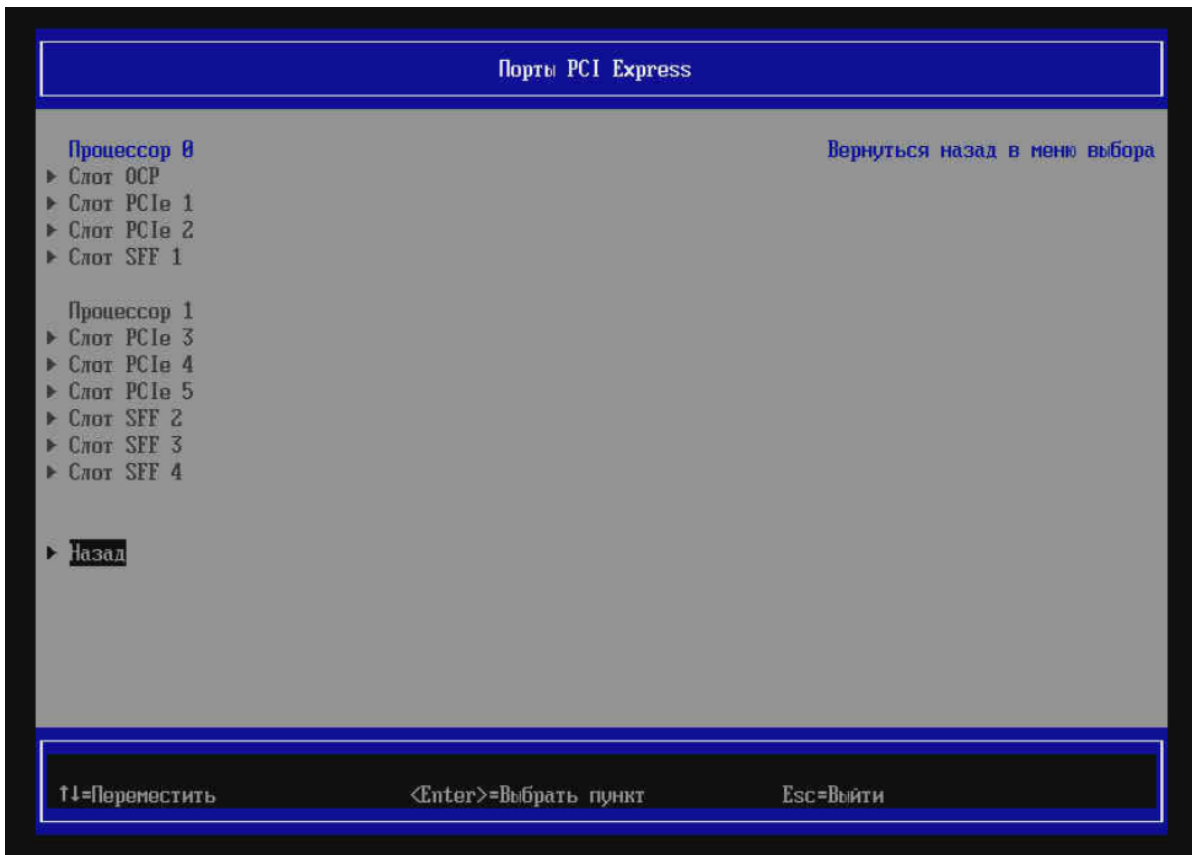 Порты PCI Express
Процессор 0
Вернуться назад в меню выбора
Слот OCP
Слот PCIe 1
Слот PCIe 2
Слот SFF 1
Процессор 1
Слот PCIe 3
Слот PCIe 4
Слот PCIe 5
Слот SFF 2
Слот SFF 3
Слот SFF 4
Назад
↑↓=Переместить
<Enter>=Выбрать пункт
Esc=Выйти